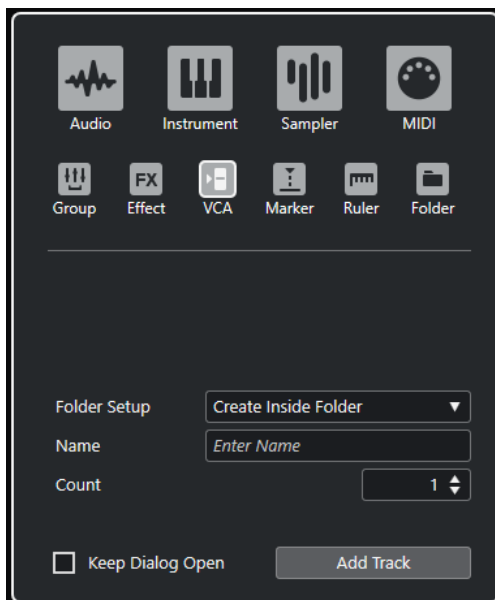 Audio Instrument Sampler MIDI
FX
Group Effect VCA Marker Ruler Folder
Folder Setup Create Inside Folder
Name Enter Name
Count 1
Keep Dialog Open Add Track